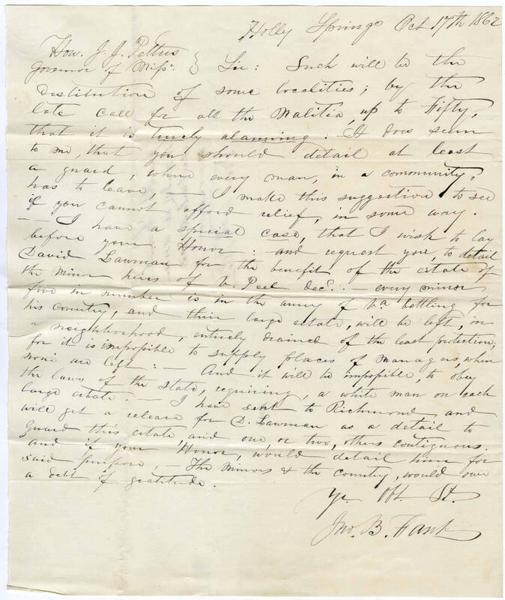 Holly Springs Oct 17th 1862
Hon. J. J. Pettus
Governor of Miss. } Sir: Such will be the
distitution of some localities; by the
late call for all the Malitia, up to Fifty,
that it is truly alarming. It does seem
to me, that you should detail at least
a guard, where every man, in a community,
has to leave, — I make this suggestion to see
if you cannot afford relief, in some way.
— I have a special case, that I wish to lay
before your Honor: and request you, to detail
David Lawman for the benefit of the estate of
the minor heirs of Peel decd. — every minor
five in number is in the army of Va battling for
his country, and their large estate, will be left, in
a neighborhood, entirely drained of the least protection,
for it is impossible to supply places of managers, when
none are left: — And it will be impossible, to obey
the laws of the state, requiring, a white man on each
large estate. — I have sent to Richmond — and
will get a release for D. Lawman as a detail to
guard this estate and one, or two, others contiguous.
and if your Honor, would detail him for
said purpose, — The minors & the country, would owe
a debt of gratitude.
Yr Obt St.
Jno. B. Fant